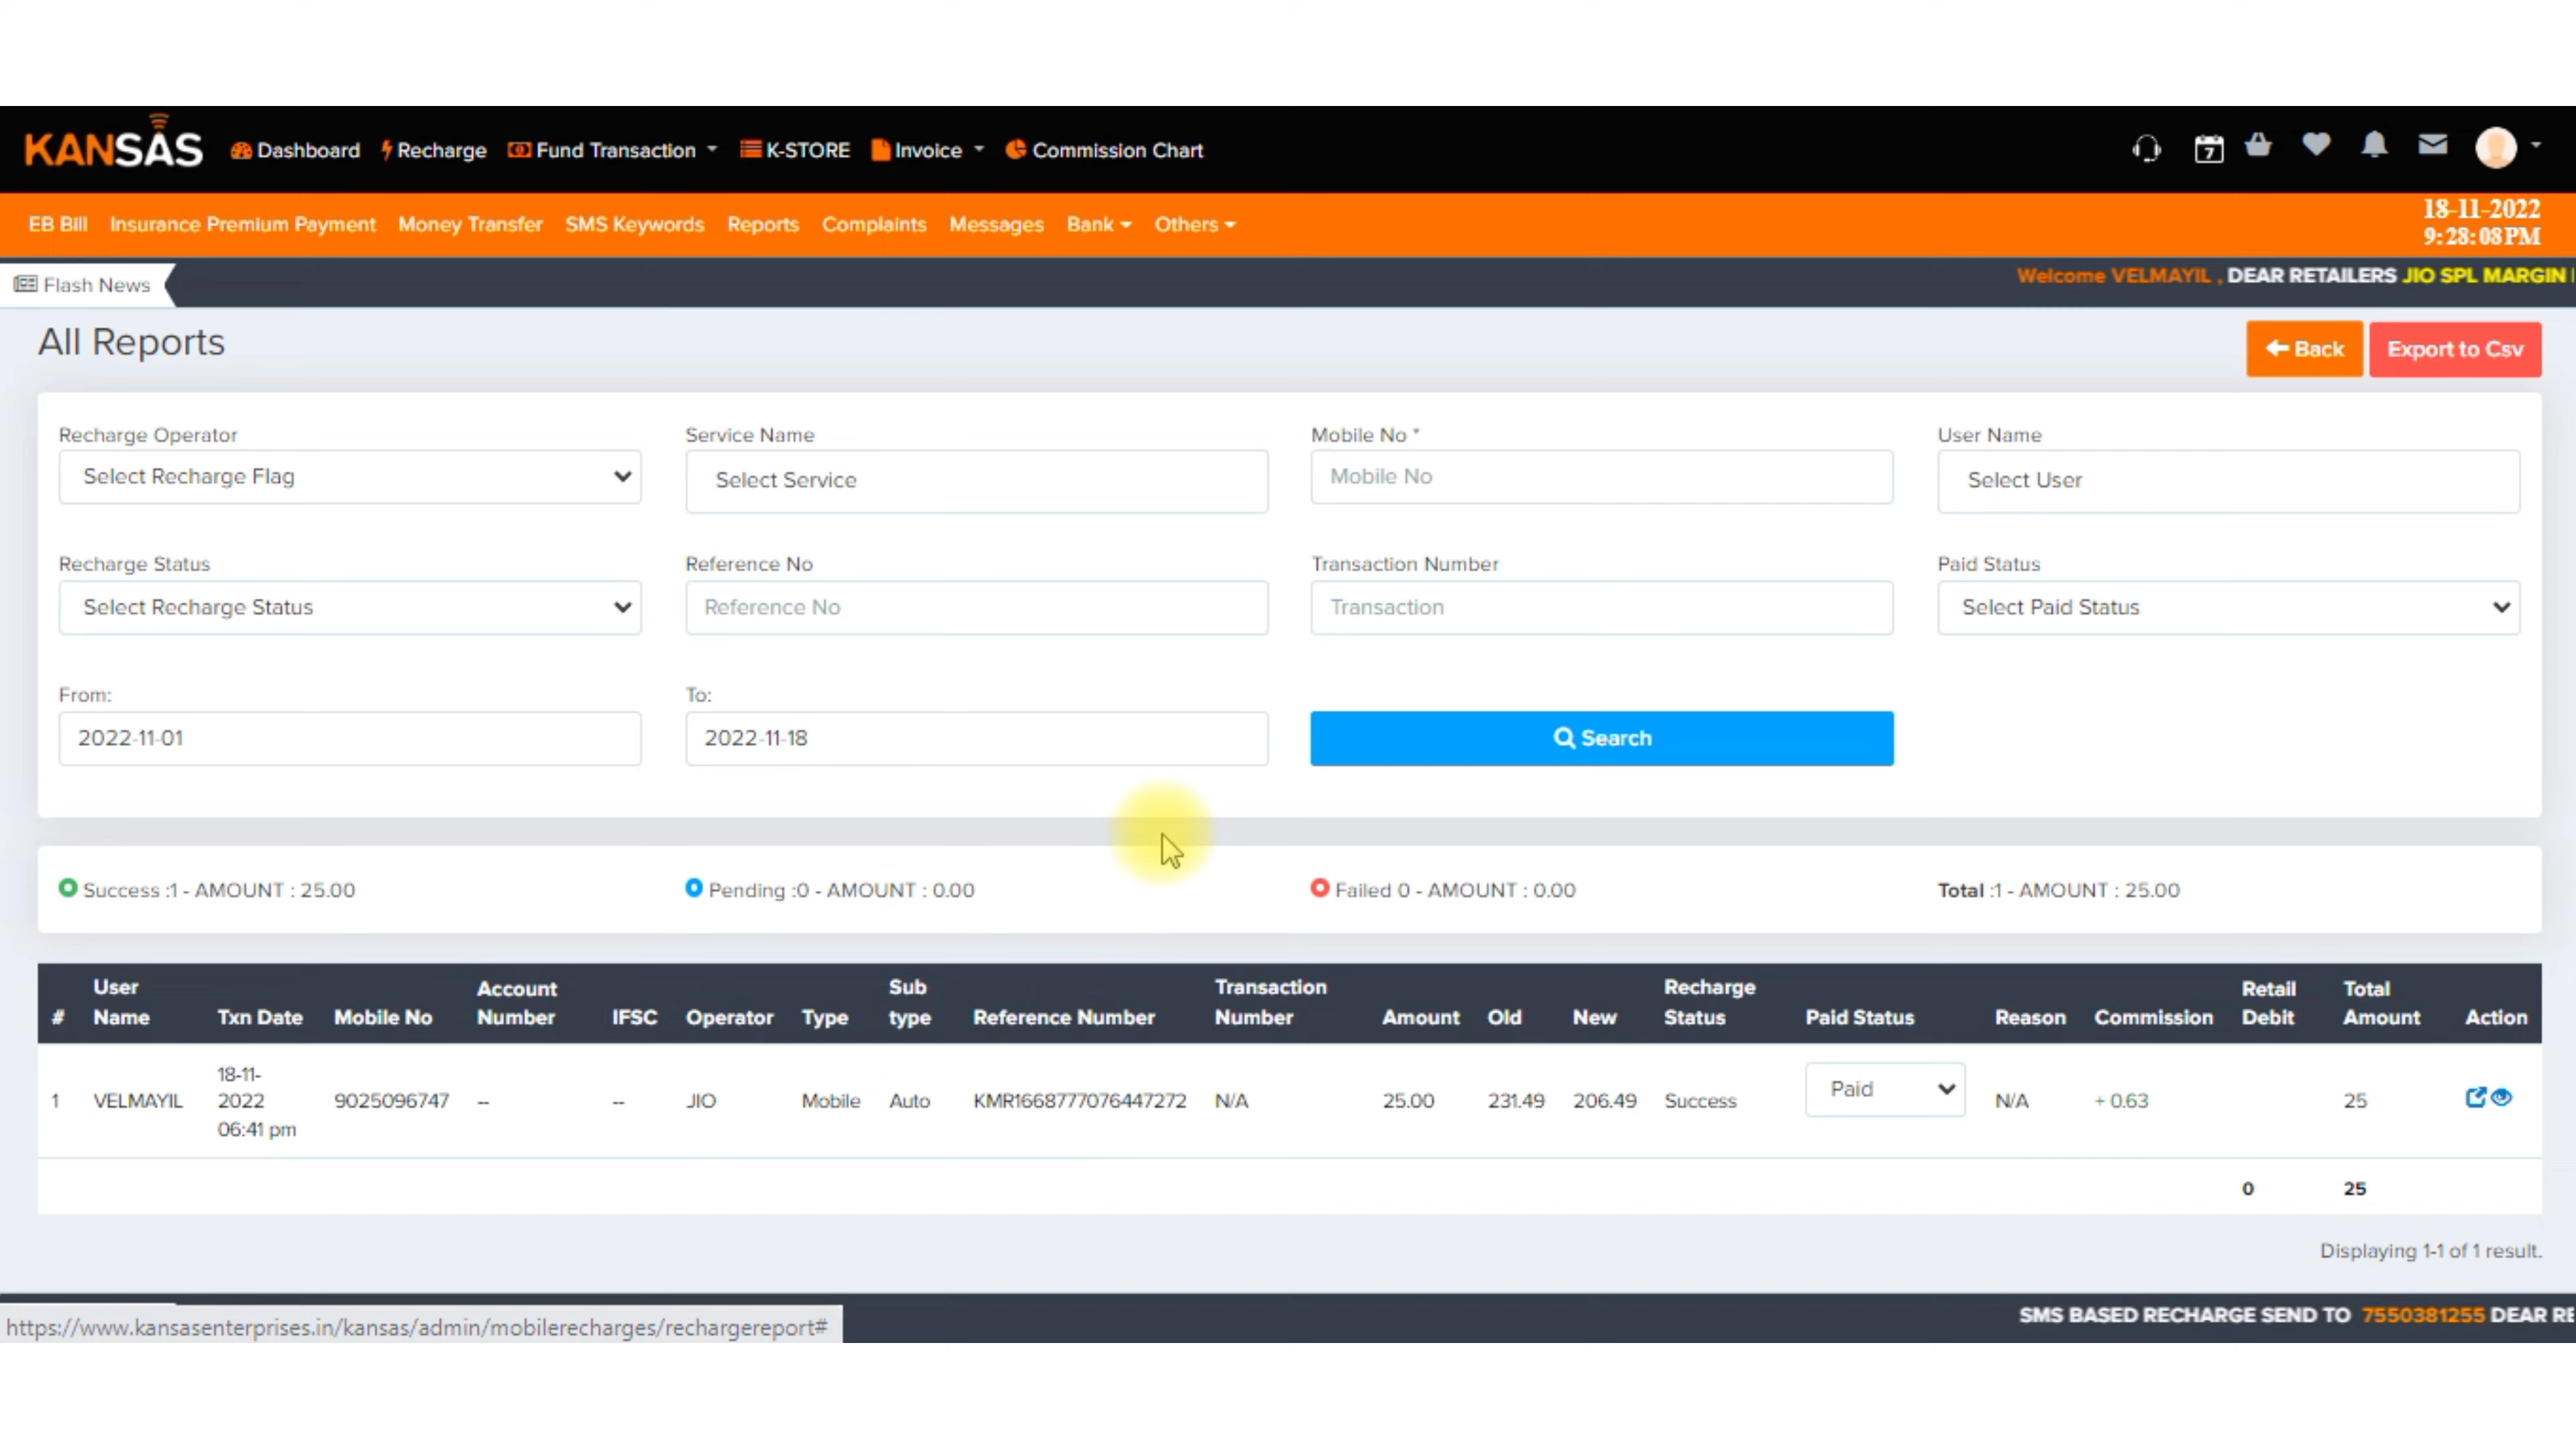 KANSAS Dashboard Recharge Fund Transaction K-STORE Invoice Commission Chart 7
EB Bill Insurance Premium Payment Money Transfer SMS Keywords Reports Complaints Messages Bank Others
18-11-2022
9:28:08PM
Flash News
Welcome VELMAYIL , DEAR RETAILERS JIO SPL MARGIN
All Reports
Back Export to Csv
Recharge Operator Service Name Mobile No * User Name
Select Recharge Flag Select Service Mobile No Select User
Recharge Status Reference No Transaction Number Paid Status
Select Recharge Status Reference No Transaction Select Paid Status
From: To:
2022-11-01 2022-11-18 Search
Success :1 - AMOUNT : 25.00 Pending :0 - AMOUNT : 0.00 Failed 0 - AMOUNT : 0.00 Total :1 - AMOUNT : 25.00
# User Name Txn Date Mobile No Account Number IFSC Operator Type Sub type Reference Number Transaction Number Amount Old New Recharge Status Paid Status Reason Commission Retail Debit Total Amount Action
1 VELMAYIL 18-11-2022 06:41 pm 9025096747 -- -- JIO Mobile Auto KMR1668777076447272 N/A 25.00 231.49 206.49 Success Paid N/A + 0.63 25
0 25
Displaying 1-1 of 1 result.
https://www.kansasenterprises.in/kansas/admin/mobilerecharges/rechargereport#
SMS BASED RECHARGE SEND TO 7550381255 DEAR RE